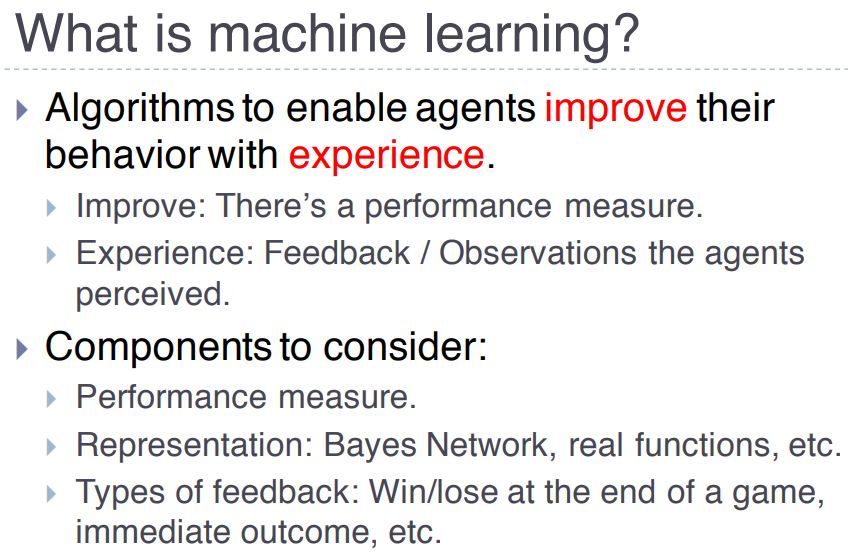 What is machine learning?
Algorithms to enable agents improve their
behavior with experience.
Improve: There’s a performance measure.
Experience: Feedback / Observations the agents
perceived.
Components to consider:
Performance measure.
Representation: Bayes Network, real functions, etc.
Types of feedback: Win/lose at the end of a game,
immediate outcome, etc.